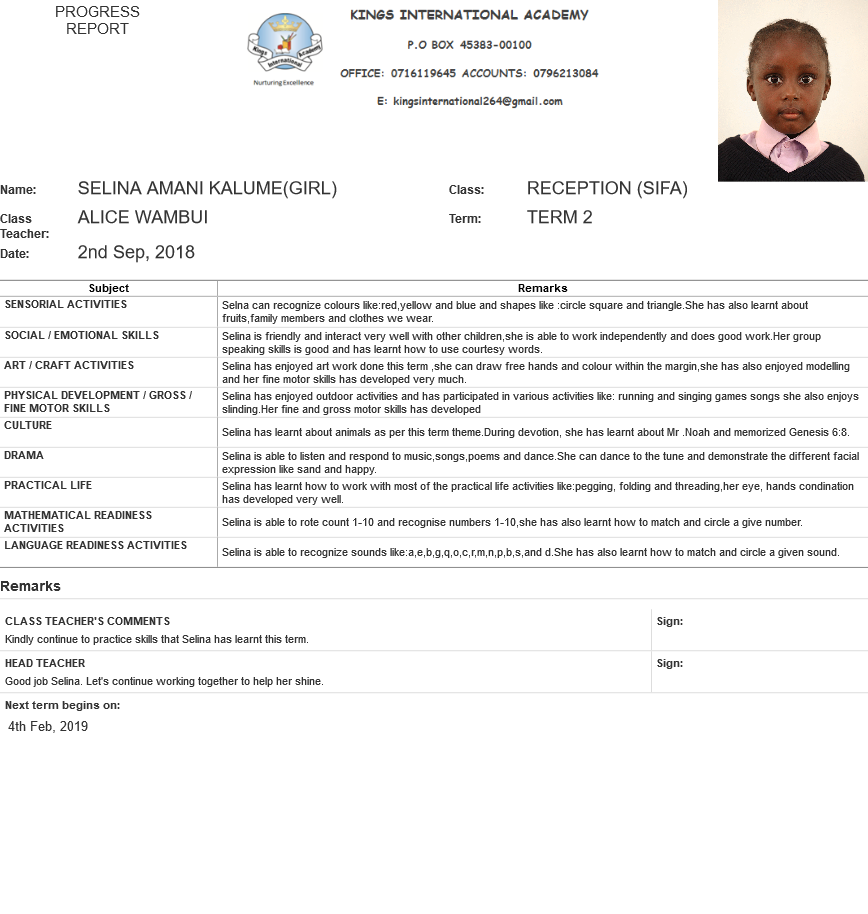 PROGRESS
REPORT
Kings Academy
International
Nurturing Excellence
KINGS INTERNATIONAL ACADEMY
P.O BOX 45383-00100
OFFICE: 0716119645 ACCOUNTS: 0796213084
E: kingsinternational264@gmail.com
Name: SELINA AMANI KALUME(GIRL) Class: RECEPTION (SIFA)
Class Teacher: ALICE WAMBUI Term: TERM 2
Date: 2nd Sep, 2018
Subject Remarks
SENSORIAL ACTIVITIES
Selna can recognize colours like:red,yellow and blue and shapes like :circle square and triangle.She has also learnt about
fruits,family members and clothes we wear.
SOCIAL / EMOTIONAL SKILLS
Selina is friendly and interact very well with other children,she is able to work independently and does good work.Her group
speaking skills is good and has learnt how to use courtesy words.
ART / CRAFT ACTIVITIES
Selina has enjoyed art work done this term ,she can draw free hands and colour within the margin,she has also enjoyed modelling
and her fine motor skills has developed very much.
PHYSICAL DEVELOPMENT / GROSS /
FINE MOTOR SKILLS
Selina has enjoyed outdoor activities and has participated in various activities like: running and singing games songs she also enjoys
slinding.Her fine and gross motor skills has developed
CULTURE
Selina has learnt about animals as per this term theme.During devotion, she has learnt about Mr .Noah and memorized Genesis 6:8.
DRAMA
Selina is able to listen and respond to music,songs,poems and dance.She can dance to the tune and demonstrate the different facial
expression like sand and happy.
PRACTICAL LIFE
Selina has learnt how to work with most of the practical life activities like:pegging, folding and threading,her eye, hands condination
has developed very well.
MATHEMATICAL READINESS
ACTIVITIES
Selina is able to rote count 1-10 and recognise numbers 1-10,she has also learnt how to match and circle a give number.
LANGUAGE READINESS ACTIVITIES
Selina is able to recognize sounds like:a,e,b,g,q,o,c,r,m,n,p,b,s,and d.She has also learnt how to match and circle a given sound.
Remarks
CLASS TEACHER'S COMMENTS Sign:
Kindly continue to practice skills that Selina has learnt this term.
HEAD TEACHER Sign:
Good job Selina. Let's continue working together to help her shine.
Next term begins on:
4th Feb, 2019